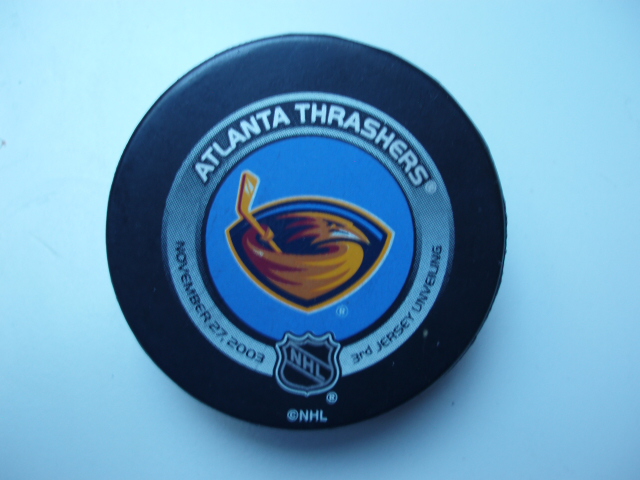 ATLANTA THRASHERS®
®
NOVEMBER 27, 2003
3rd JERSEY UNVEILING
NHL
®
©NHL